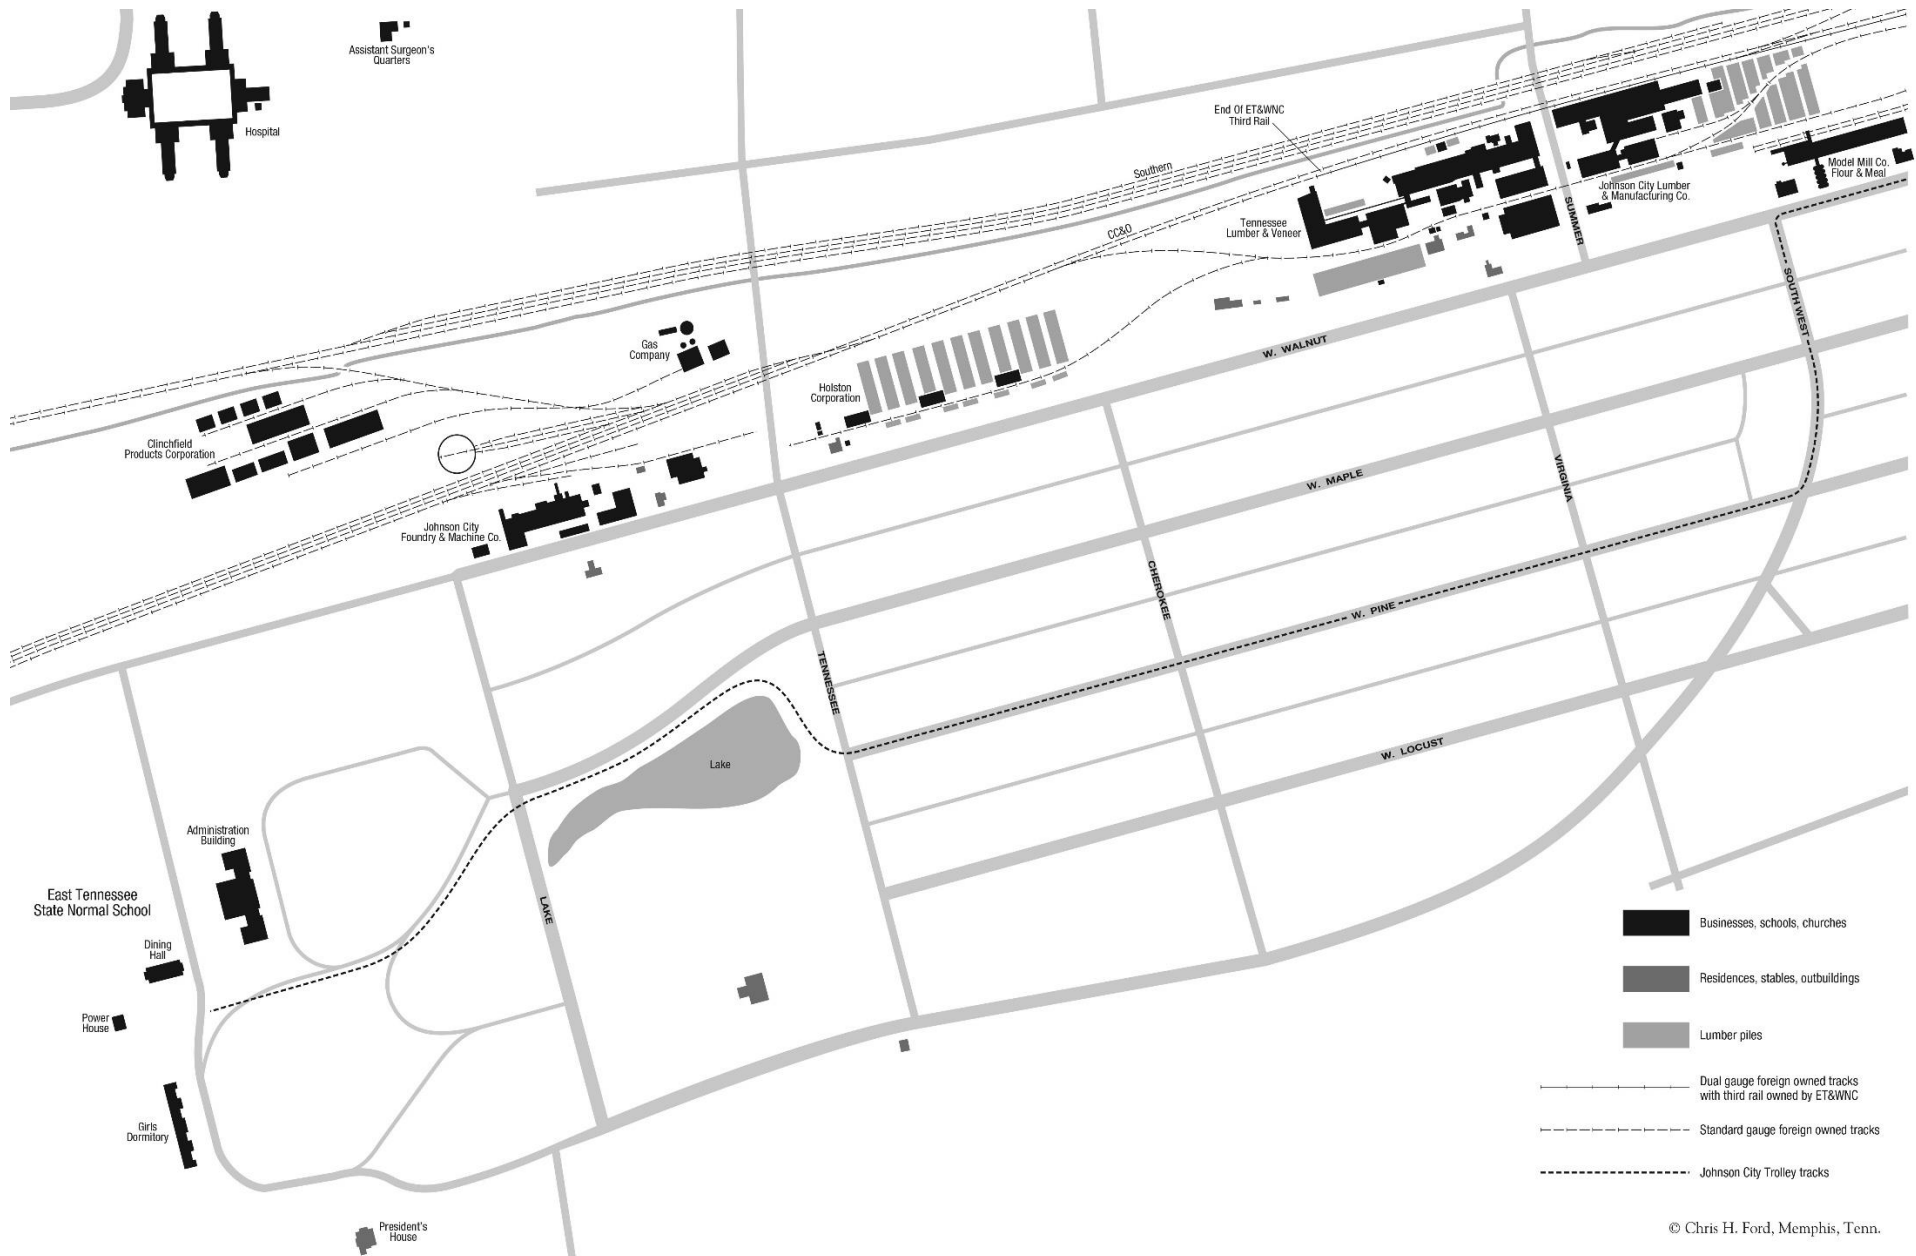 Assistant Surgeon's
Quarters
Hospital
End Of ET&WNC
Third Rail
Southern
CC&O
Tennessee
Lumber & Veneer
SUMMER
Johnson City Lumber
& Manufacturing Co.
Model Mill Co.
Flour & Meal
SOUTHWEST
Gas
Company
Holston
Corporation
W. WALNUT
Clinchfield
Products Corporation
Johnson City
Foundry & Machine Co.
W. MAPLE
VIRGINIA
CHEROKEE
W. PINE
TENNESSEE
W. LOCUST
Lake
Administration
Building
East Tennessee
State Normal School
LAKE
Dining
Hall
Power
House
Girls
Dormitory
President's
House
Businesses, schools, churches
Residences, stables, outbuildings
Lumber piles
Dual gauge foreign owned tracks
with third rail owned by ET&WNC
Standard gauge foreign owned tracks
Johnson City Trolley tracks
© Chris H. Ford, Memphis, Tenn.